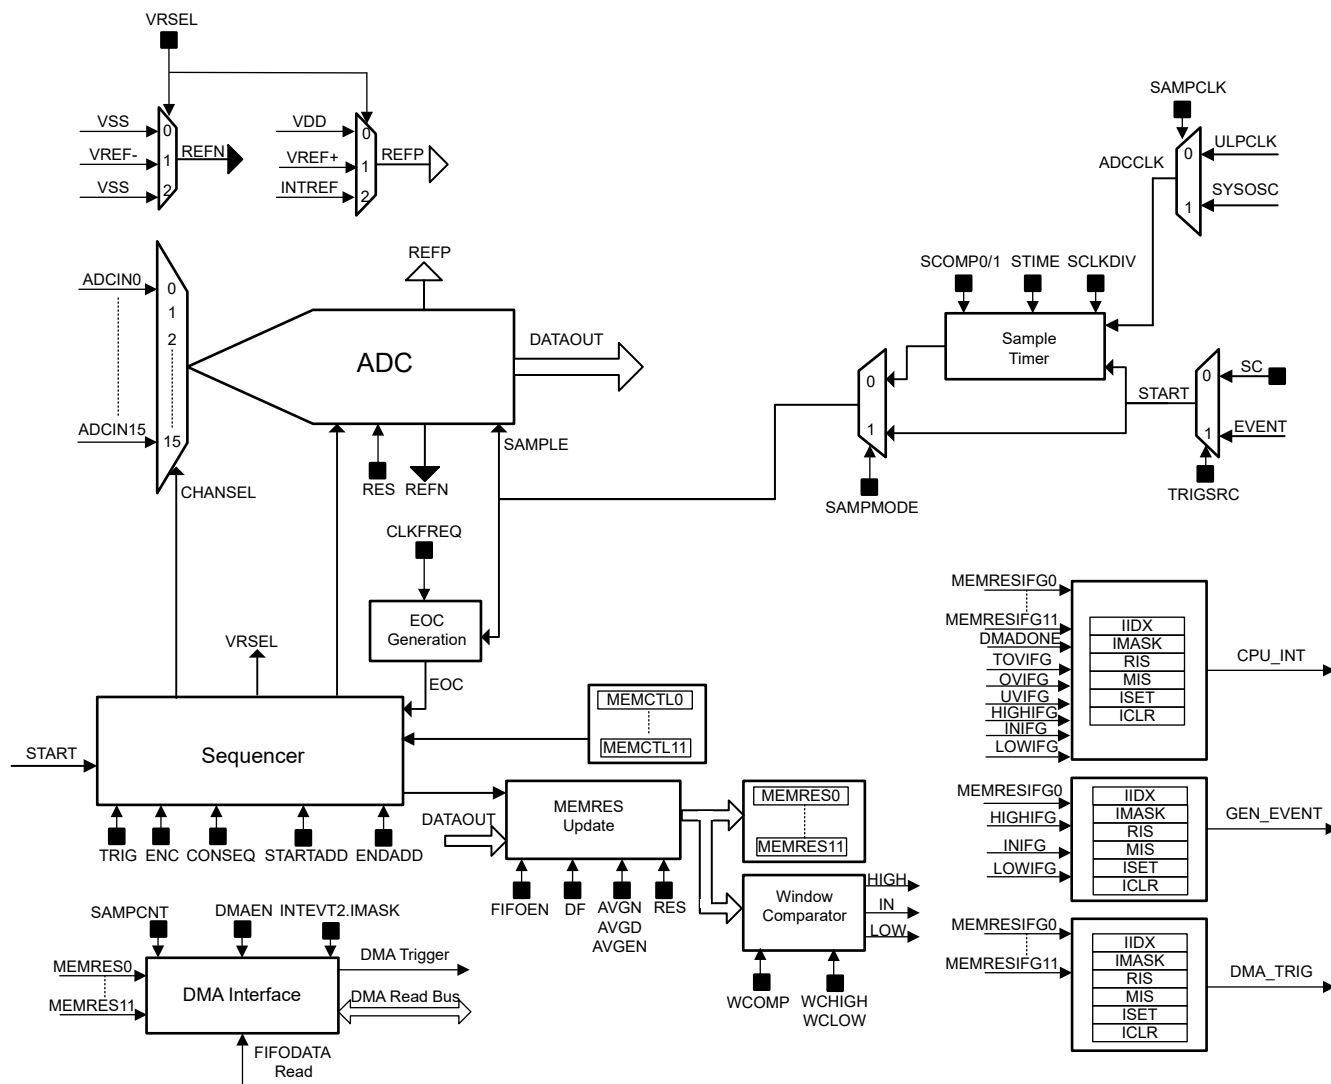 VRSEL
VSS
VREF-
VSS
0
1
2
REFN
VDD
VREF+
INTREF
0
1
2
REFP
SAMPCLK
ULPCLK
SYSOSC
0
1
ADCCLK
ADCIN0
ADCIN15
0
1
2
15
CHANSEL
REFP
ADC
DATAOUT
RES
REFN
SAMPLE
SCOMP0/1
STIME
SCLKDIV
Sample
Timer
0
1
SAMPMODE
START
0
1
SC
EVENT
TRIGSRC
CLKFREQ
EOC
Generation
EOC
VRSEL
START
Sequencer
TRIG
ENC
CONSEQ
STARTADD
ENDADD
MEMCTL0
MEMCTL11
DATAOUT
MEMRES
Update
FIFOEN
DF
AVGN
AVGD
AVGEN
RES
MEMRES0
MEMRES11
Window
Comparator
HIGH
IN
LOW
WCOMP
WCHIGH
WCLOW
SAMPCNT
DMAEN
INTEVT2.IMASK
MEMRES0
MEMRES11
DMA Interface
DMA Trigger
DMA Read Bus
FIFODATA
Read
MEMRESIFG0
MEMRESIFG11
DMADONE
TOVIFG
OVIFG
UVIFG
HIGHIFG
INIFG
LOWIFG
IIDX
IMASK
RIS
MIS
ISET
ICLR
CPU_INT
MEMRESIFG0
HIGHIFG
INIFG
LOWIFG
IIDX
IMASK
RIS
MIS
ISET
ICLR
GEN_EVENT
MEMRESIFG0
MEMRESIFG11
IIDX
IMASK
RIS
MIS
ISET
ICLR
DMA_TRIG